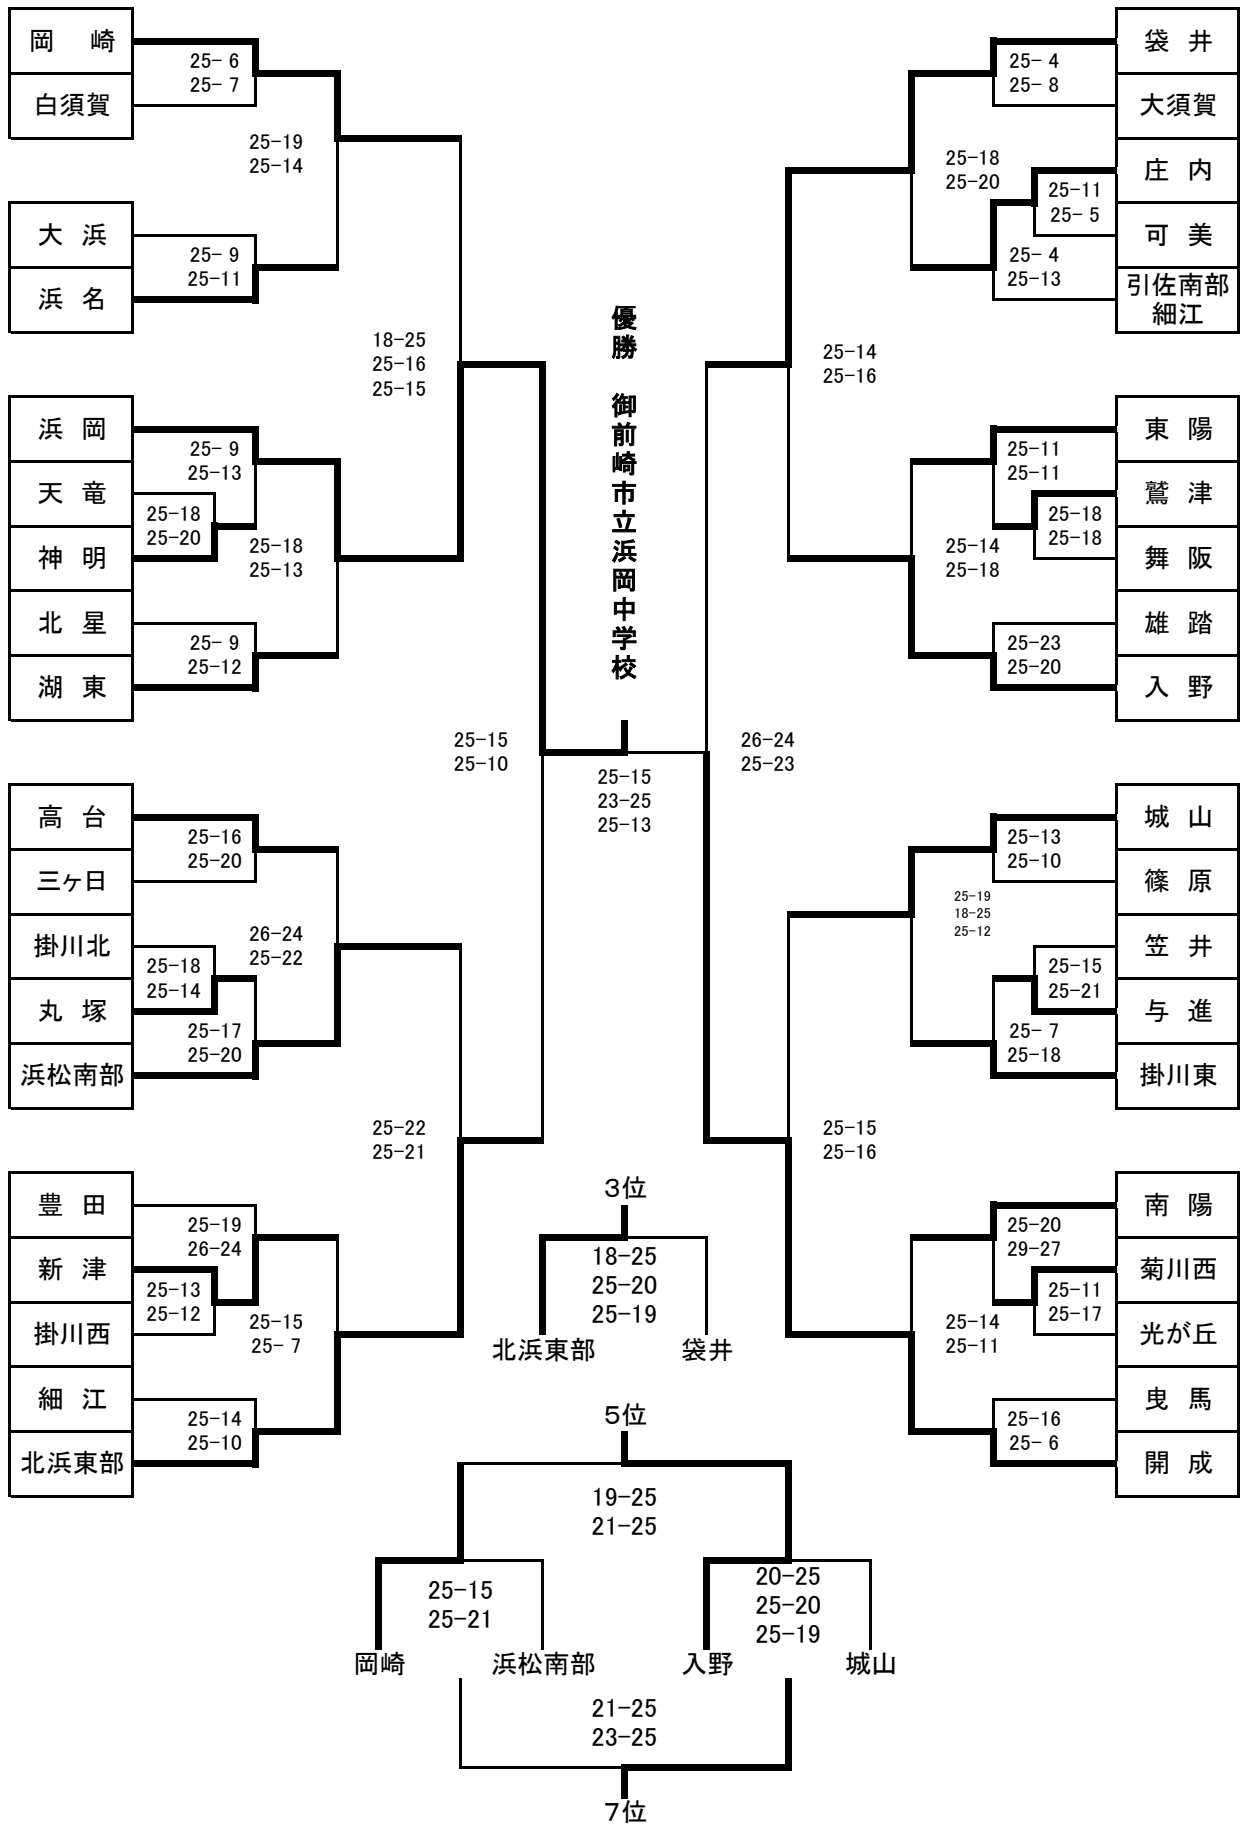 岡　崎
25- 6
25- 7
白須賀
25-19
25-14
大 浜
25- 9
25-11
浜 名
18-25
25-16
25-15
浜 岡
25- 9
25-13
天 竜
25-18
25-20
神 明
25-18
25-13
北 星
25- 9
25-12
湖 東
25-15
25-10
高 台
25-16
25-20
三ヶ日
26-24
25-22
掛川北
25-18
25-14
丸 塚
25-17
25-20
浜松南部
25-22
25-21
豊 田
25-19
26-24
新 津
25-13
25-12
掛川西
25-15
25- 7
細 江
25-14
25-10
北浜東部
優勝　御前崎市立浜岡中学校
25-15
23-25
25-13
袋 井
25- 4
25- 8
大須賀
25-18
25-20
庄 内
25-11
25- 5
可 美
25- 4
25-13
引佐南部
細江
25-14
25-16
東 陽
25-11
25-11
鷲 津
25-18
25-18
舞 阪
25-14
25-18
雄 踏
25-23
25-20
入 野
26-24
25-23
城 山
25-13
25-10
篠 原
25-19
18-25
25-12
笠 井
25-15
25-21
与 進
25- 7
25-18
掛川東
25-15
25-16
南 陽
25-20
29-27
菊川西
25-11
25-17
光が丘
25-14
25-11
曳 馬
25-16
25- 6
開 成
3位
18-25
25-20
25-19
北浜東部
袋井
5位
19-25
21-25
25-15
25-21
20-25
25-20
25-19
岡崎
浜松南部
入野
城山
21-25
23-25
7位